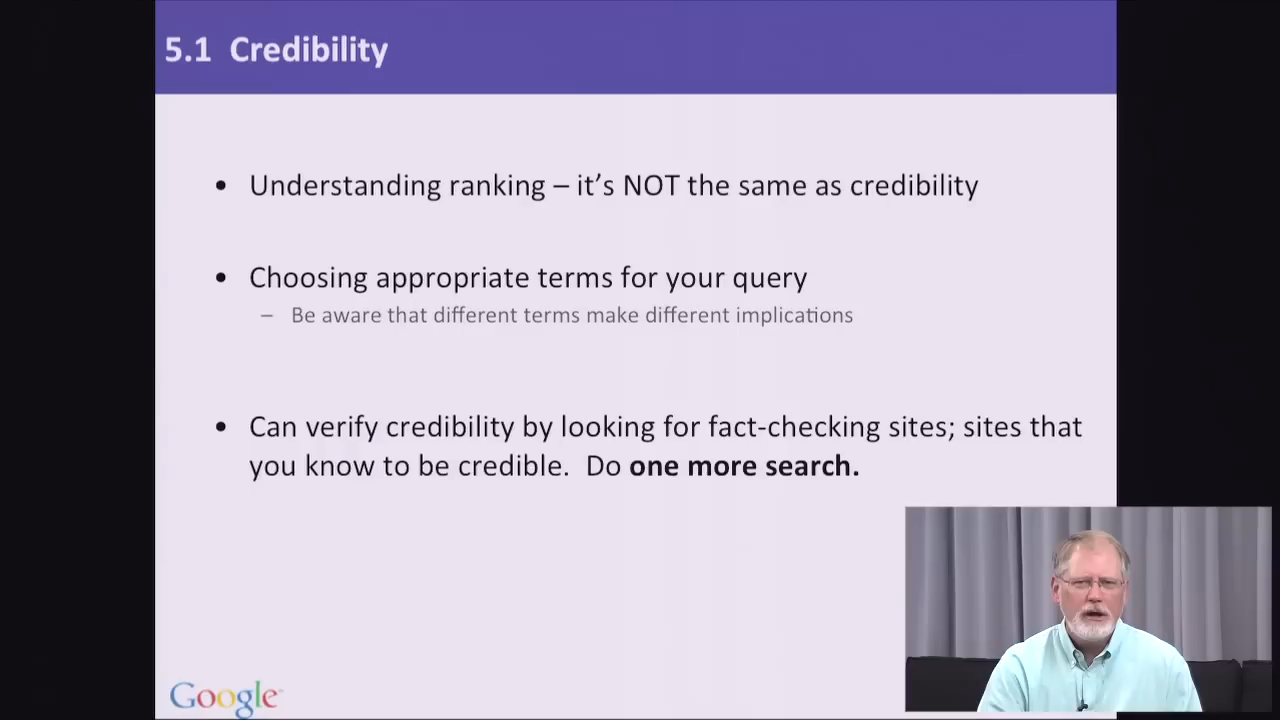 5.1 Credibility
• Understanding ranking – it's NOT the same as credibility
• Choosing appropriate terms for your query
– Be aware that different terms make different implications
• Can verify credibility by looking for fact-checking sites; sites that
you know to be credible. Do one more search.
Google